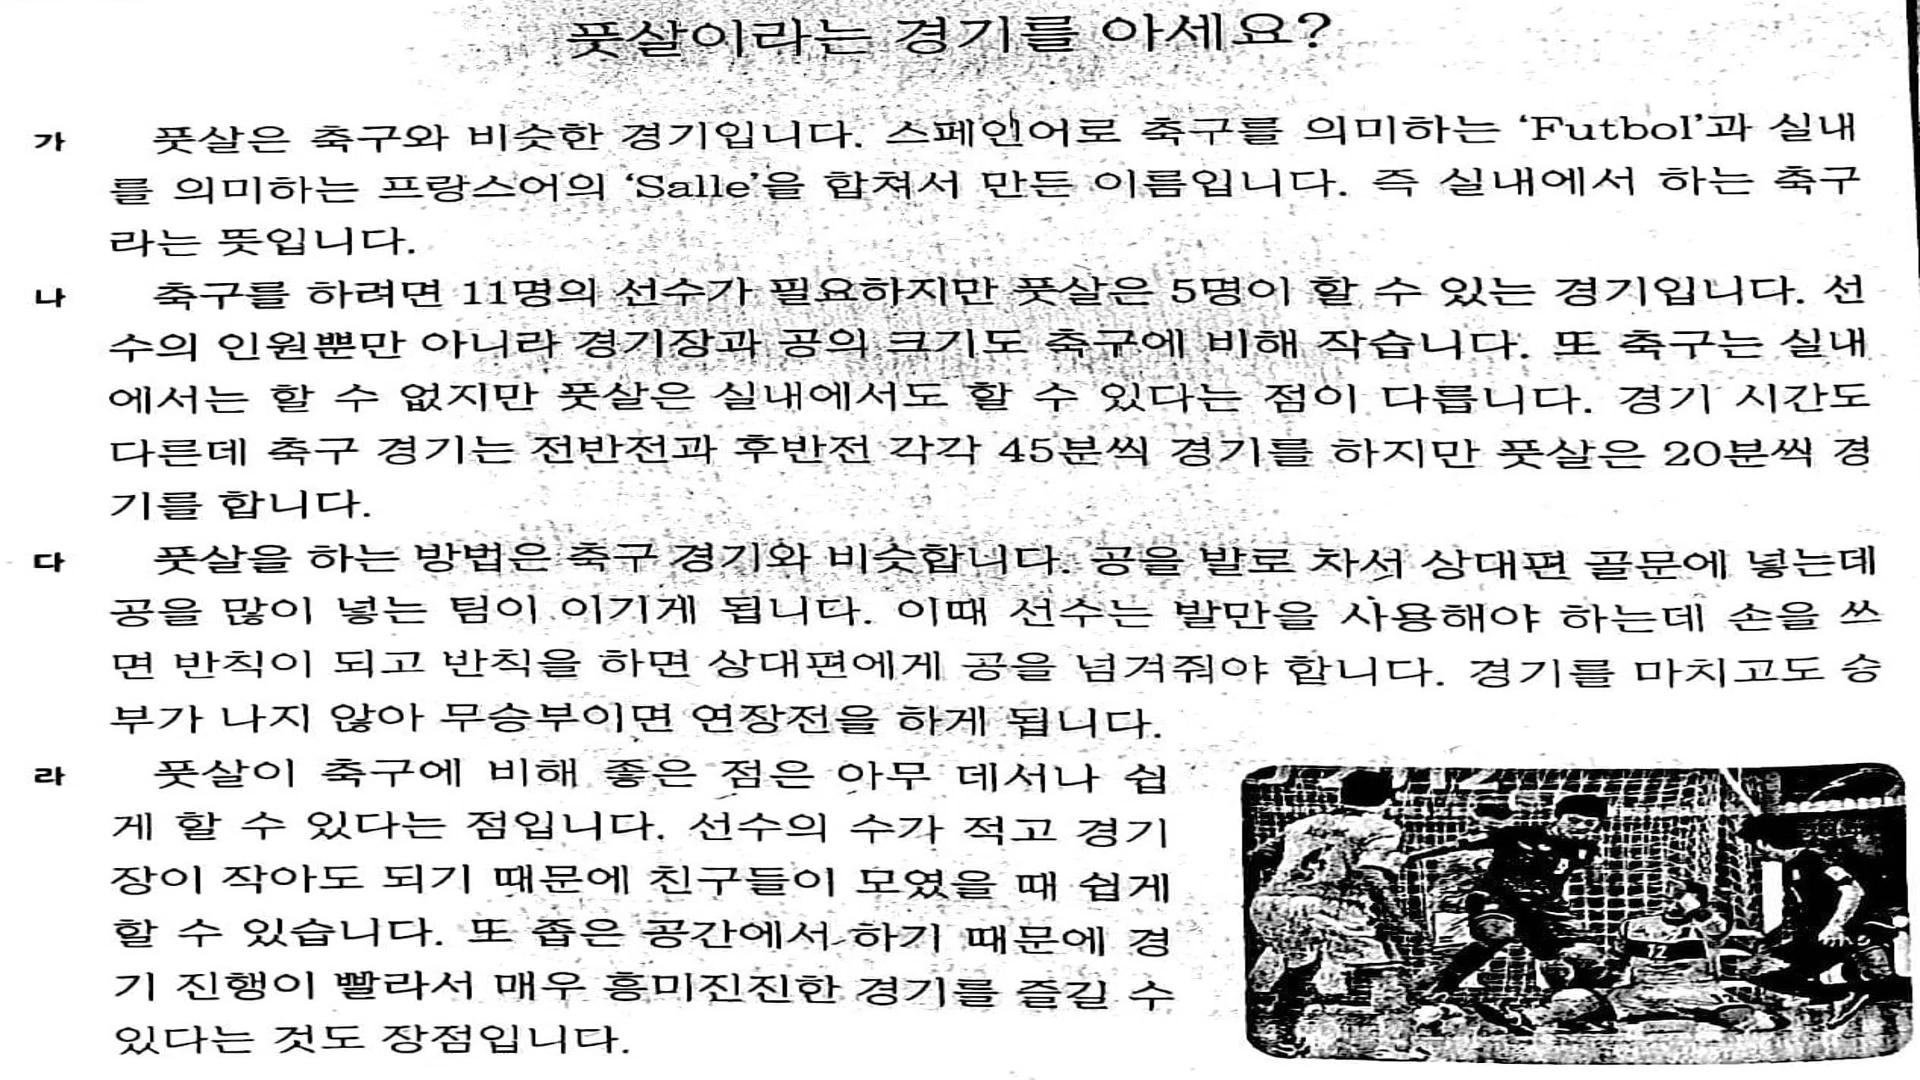 풋살이라는 경기를 아세요?
가 풋살은 축구와 비슷한 경기입니다. 스페인어로 축구를 의미하는 ‘Futbol’과 실내
를 의미하는 프랑스어의 ‘Salle’을 합쳐서 만든 이름입니다. 즉 실내에서 하는 축구
라는 뜻입니다.
나 축구를 하려면 11명의 선수가 필요하지만 풋살은 5명이 할 수 있는 경기입니다. 선
수의 인원뿐만 아니라 경기장과 공의 크기도 축구에 비해 작습니다. 또 축구는 실내
에서는 할 수 없지만 풋살은 실내에서도 할 수 있다는 점이 다릅니다. 경기 시간도
다른데 축구 경기는 전반전과 후반전 각각 45분씩 경기를 하지만 풋살은 20분씩 경
기를 합니다.
다 풋살을 하는 방법은 축구 경기와 비슷합니다. 공을 발로 차서 상대편 골문에 넣는데
공을 많이 넣는 팀이 이기게 됩니다. 이때 선수는 발만을 사용해야 하는데 손을 쓰
면 반칙이 되고 반칙을 하면 상대편에게 공을 넘겨줘야 합니다. 경기를 마치고도 승
부가 나지 않아 무승부이면 연장전을 하게 됩니다.
라 풋살이 축구에 비해 좋은 점은 아무 데서나 쉽
게 할 수 있다는 점입니다. 선수의 수가 적고 경기
장이 작아도 되기 때문에 친구들이 모였을 때 쉽게
할 수 있습니다. 또 좁은 공간에서 하기 때문에 경
기 진행이 빨라서 매우 흥미진진한 경기를 즐길 수
있다는 것도 장점입니다.
12